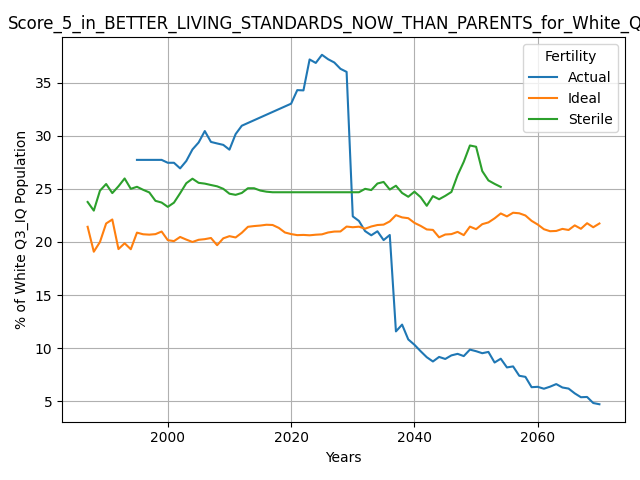 Score_5_in_BETTER_LIVING_STANDARDS_NOW_THAN_PARENTS_for_White_Q
Fertility
Actual
Ideal
Sterile
% of White Q3_IQ Population
35
30
25
20
15
10
5
2000 2020 2040 2060
Years